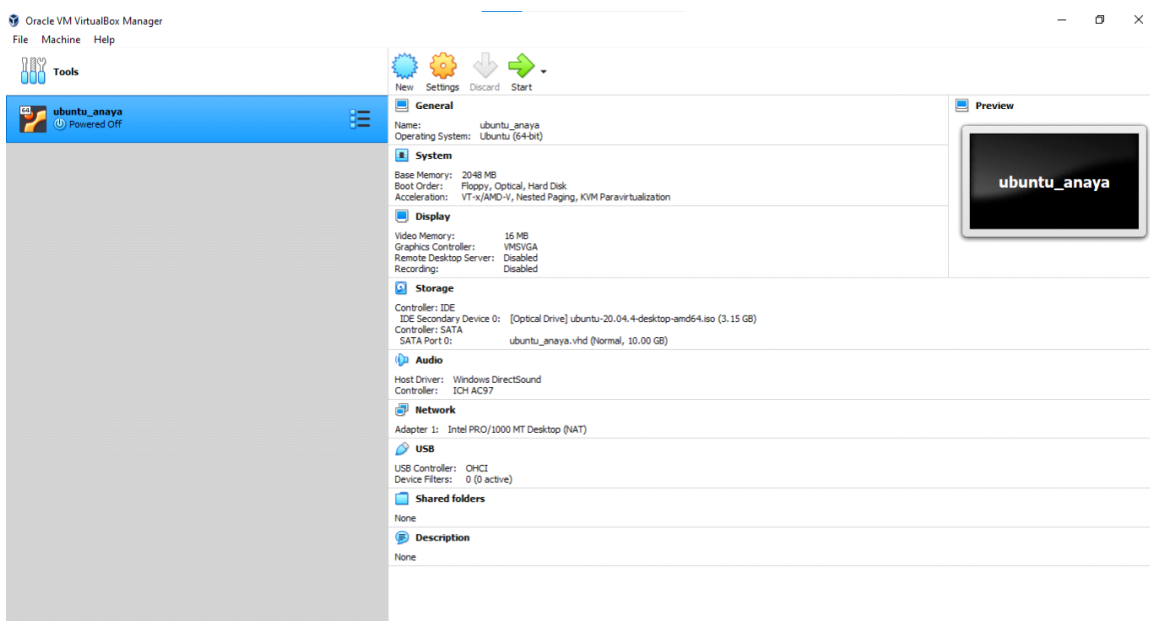 Oracle VM VirtualBox Manager
File Machine Help
Tools
New Settings Discard Start
64
ubuntu_anaya
Powered Off
General
Name: ubuntu_anaya
Operating System: Ubuntu (64-bit)
System
Base Memory: 2048 MB
Boot Order: Floppy, Optical, Hard Disk
Acceleration: VT-x/AMD-V, Nested Paging, KVM Paravirtualization
Display
Video Memory: 16 MB
Graphics Controller: VMSVGA
Remote Desktop Server: Disabled
Recording: Disabled
Preview
ubuntu_anaya
Storage
Controller: IDE
IDE Secondary Device 0: [Optical Drive] ubuntu-20.04.4-desktop-amd64.iso (3.15 GB)
Controller: SATA
SATA Port 0: ubuntu_anaya.vhd (Normal, 10.00 GB)
Audio
Host Driver: Windows DirectSound
Controller: ICH AC97
Network
Adapter 1: Intel PRO/1000 MT Desktop (NAT)
USB
USB Controller: OHCI
Device Filters: 0 (0 active)
Shared folders
None
Description
None